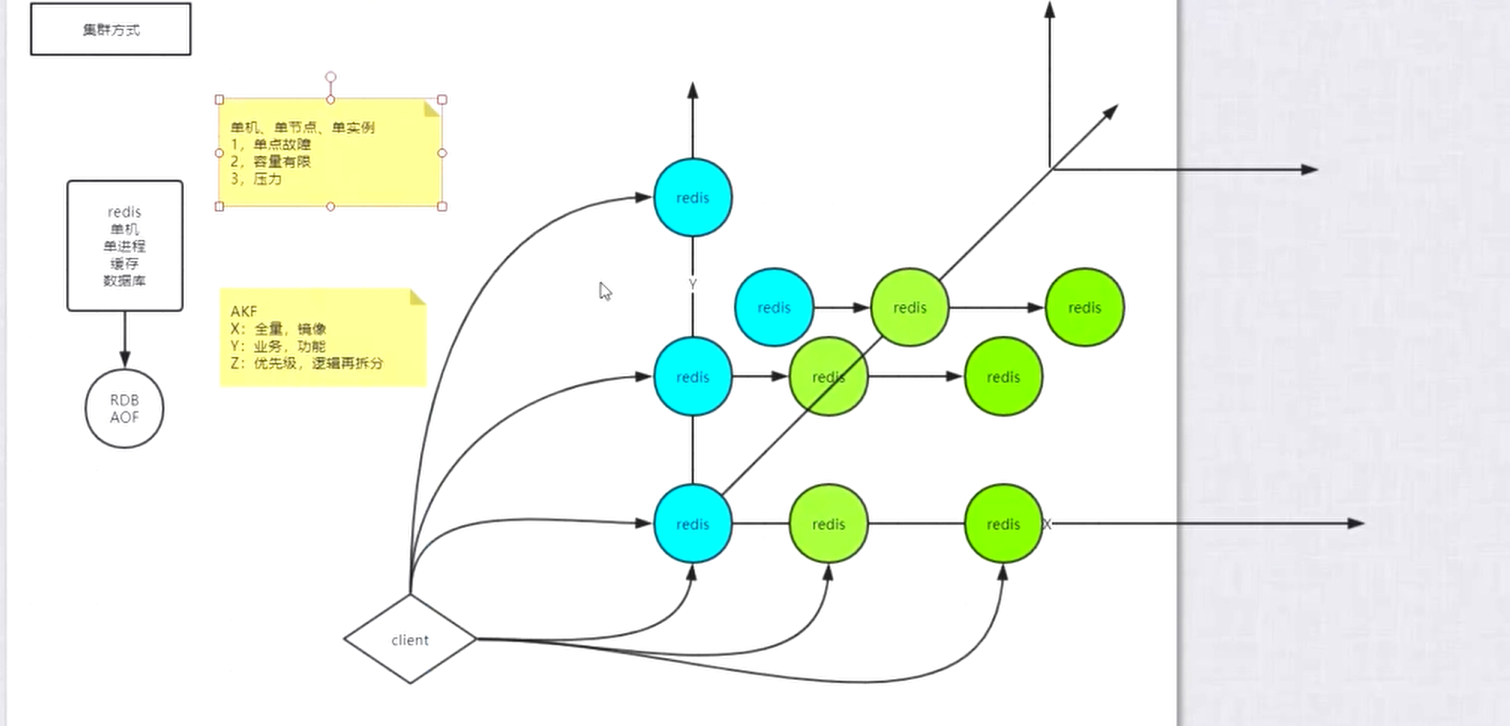 集群方式
单机、单节点、单实例
1，单点故障
2，容量有限
3，压力
redis
单机
单进程
缓存
数据库
AKF
X：全量，镜像
Y：业务，功能
Z：优先级，逻辑再拆分
RDB
AOF
redis
Y
redis
redis
redis
redis
redis
redis
redis
redis
redis
X
client